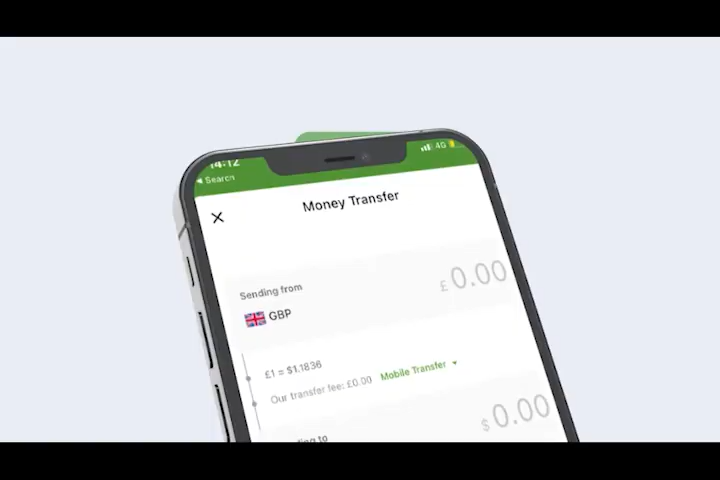 14:12
4G
Search
Money Transfer
Sending from
£ 0.00
GBP
£1 = $1.1836
Our transfer fee: £0.00 Mobile Transfer
to
$ 0.00